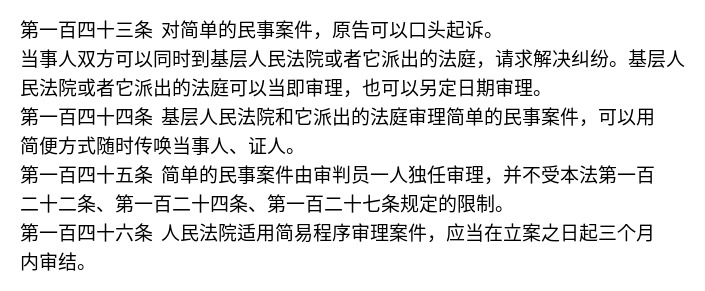 第一百四十三条 对简单的民事案件，原告可以口头起诉。
当事人双方可以同时到基层人民法院或者它派出的法庭，请求解决纠纷。基层人
民法院或者它派出的法庭可以当即审理，也可以另定日期审理。
第一百四十四条 基层人民法院和它派出的法庭审理简单的民事案件，可以用
简便方式随时传唤当事人、证人。
第一百四十五条 简单的民事案件由审判员一人独任审理，并不受本法第一百
二十二条、第一百二十四条、第一百二十七条规定的限制。
第一百四十六条 人民法院适用简易程序审理案件，应当在立案之日起三个月
内审结。